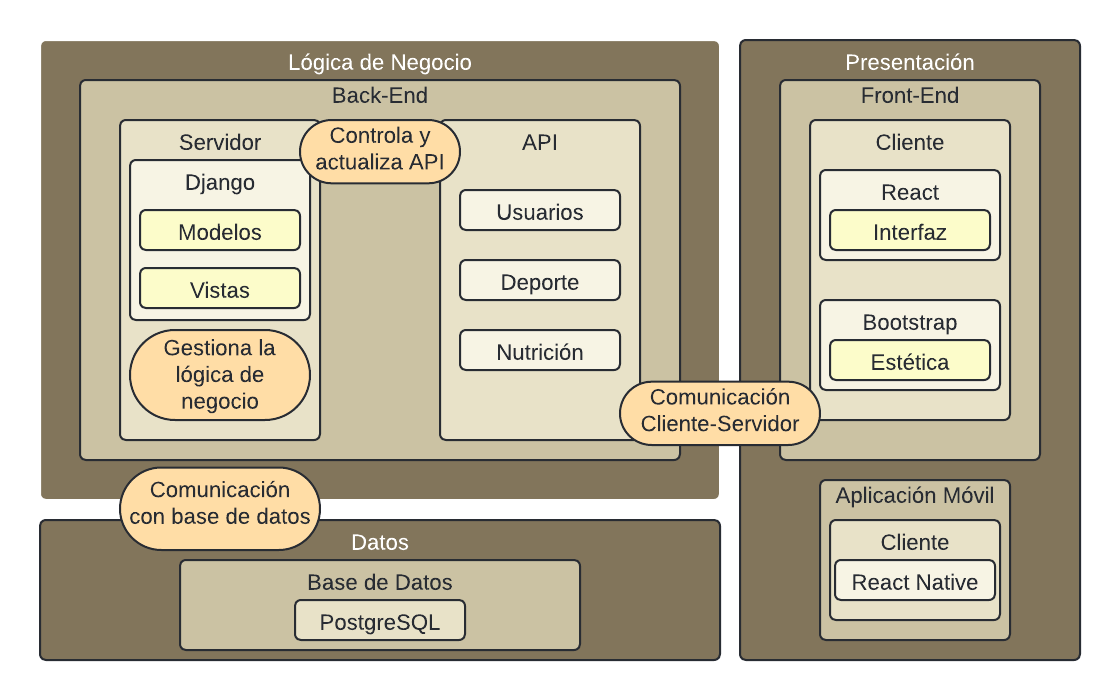 Lógica de Negocio
Back-End
Servidor
Django
Modelos
Vistas
Gestiona la
lógica de
negocio
Controla y
actualiza API
API
Usuarios
Deporte
Nutrición
Comunicación
Cliente-Servidor
Presentación
Front-End
Cliente
React
Interfaz
Bootstrap
Estética
Aplicación Móvil
Cliente
React Native
Comunicación
con base de datos
Datos
Base de Datos
PostgreSQL